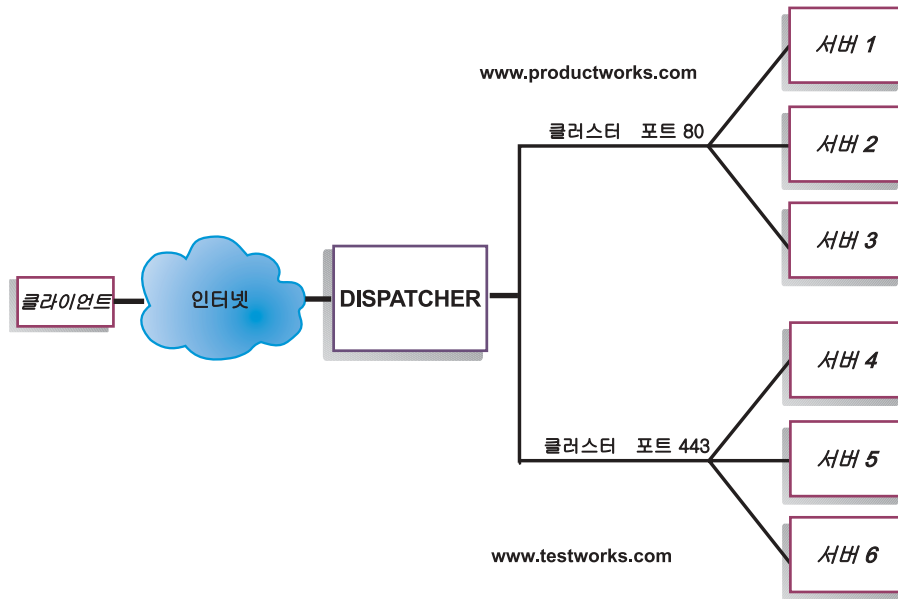 www.productworks.com
클러스터 포트 80
서버 1
서버 2
서버 3
클라이언트
인터넷
DISPATCHER
서버 4
클러스터 포트 443
서버 5
www.testworks.com
서버 6